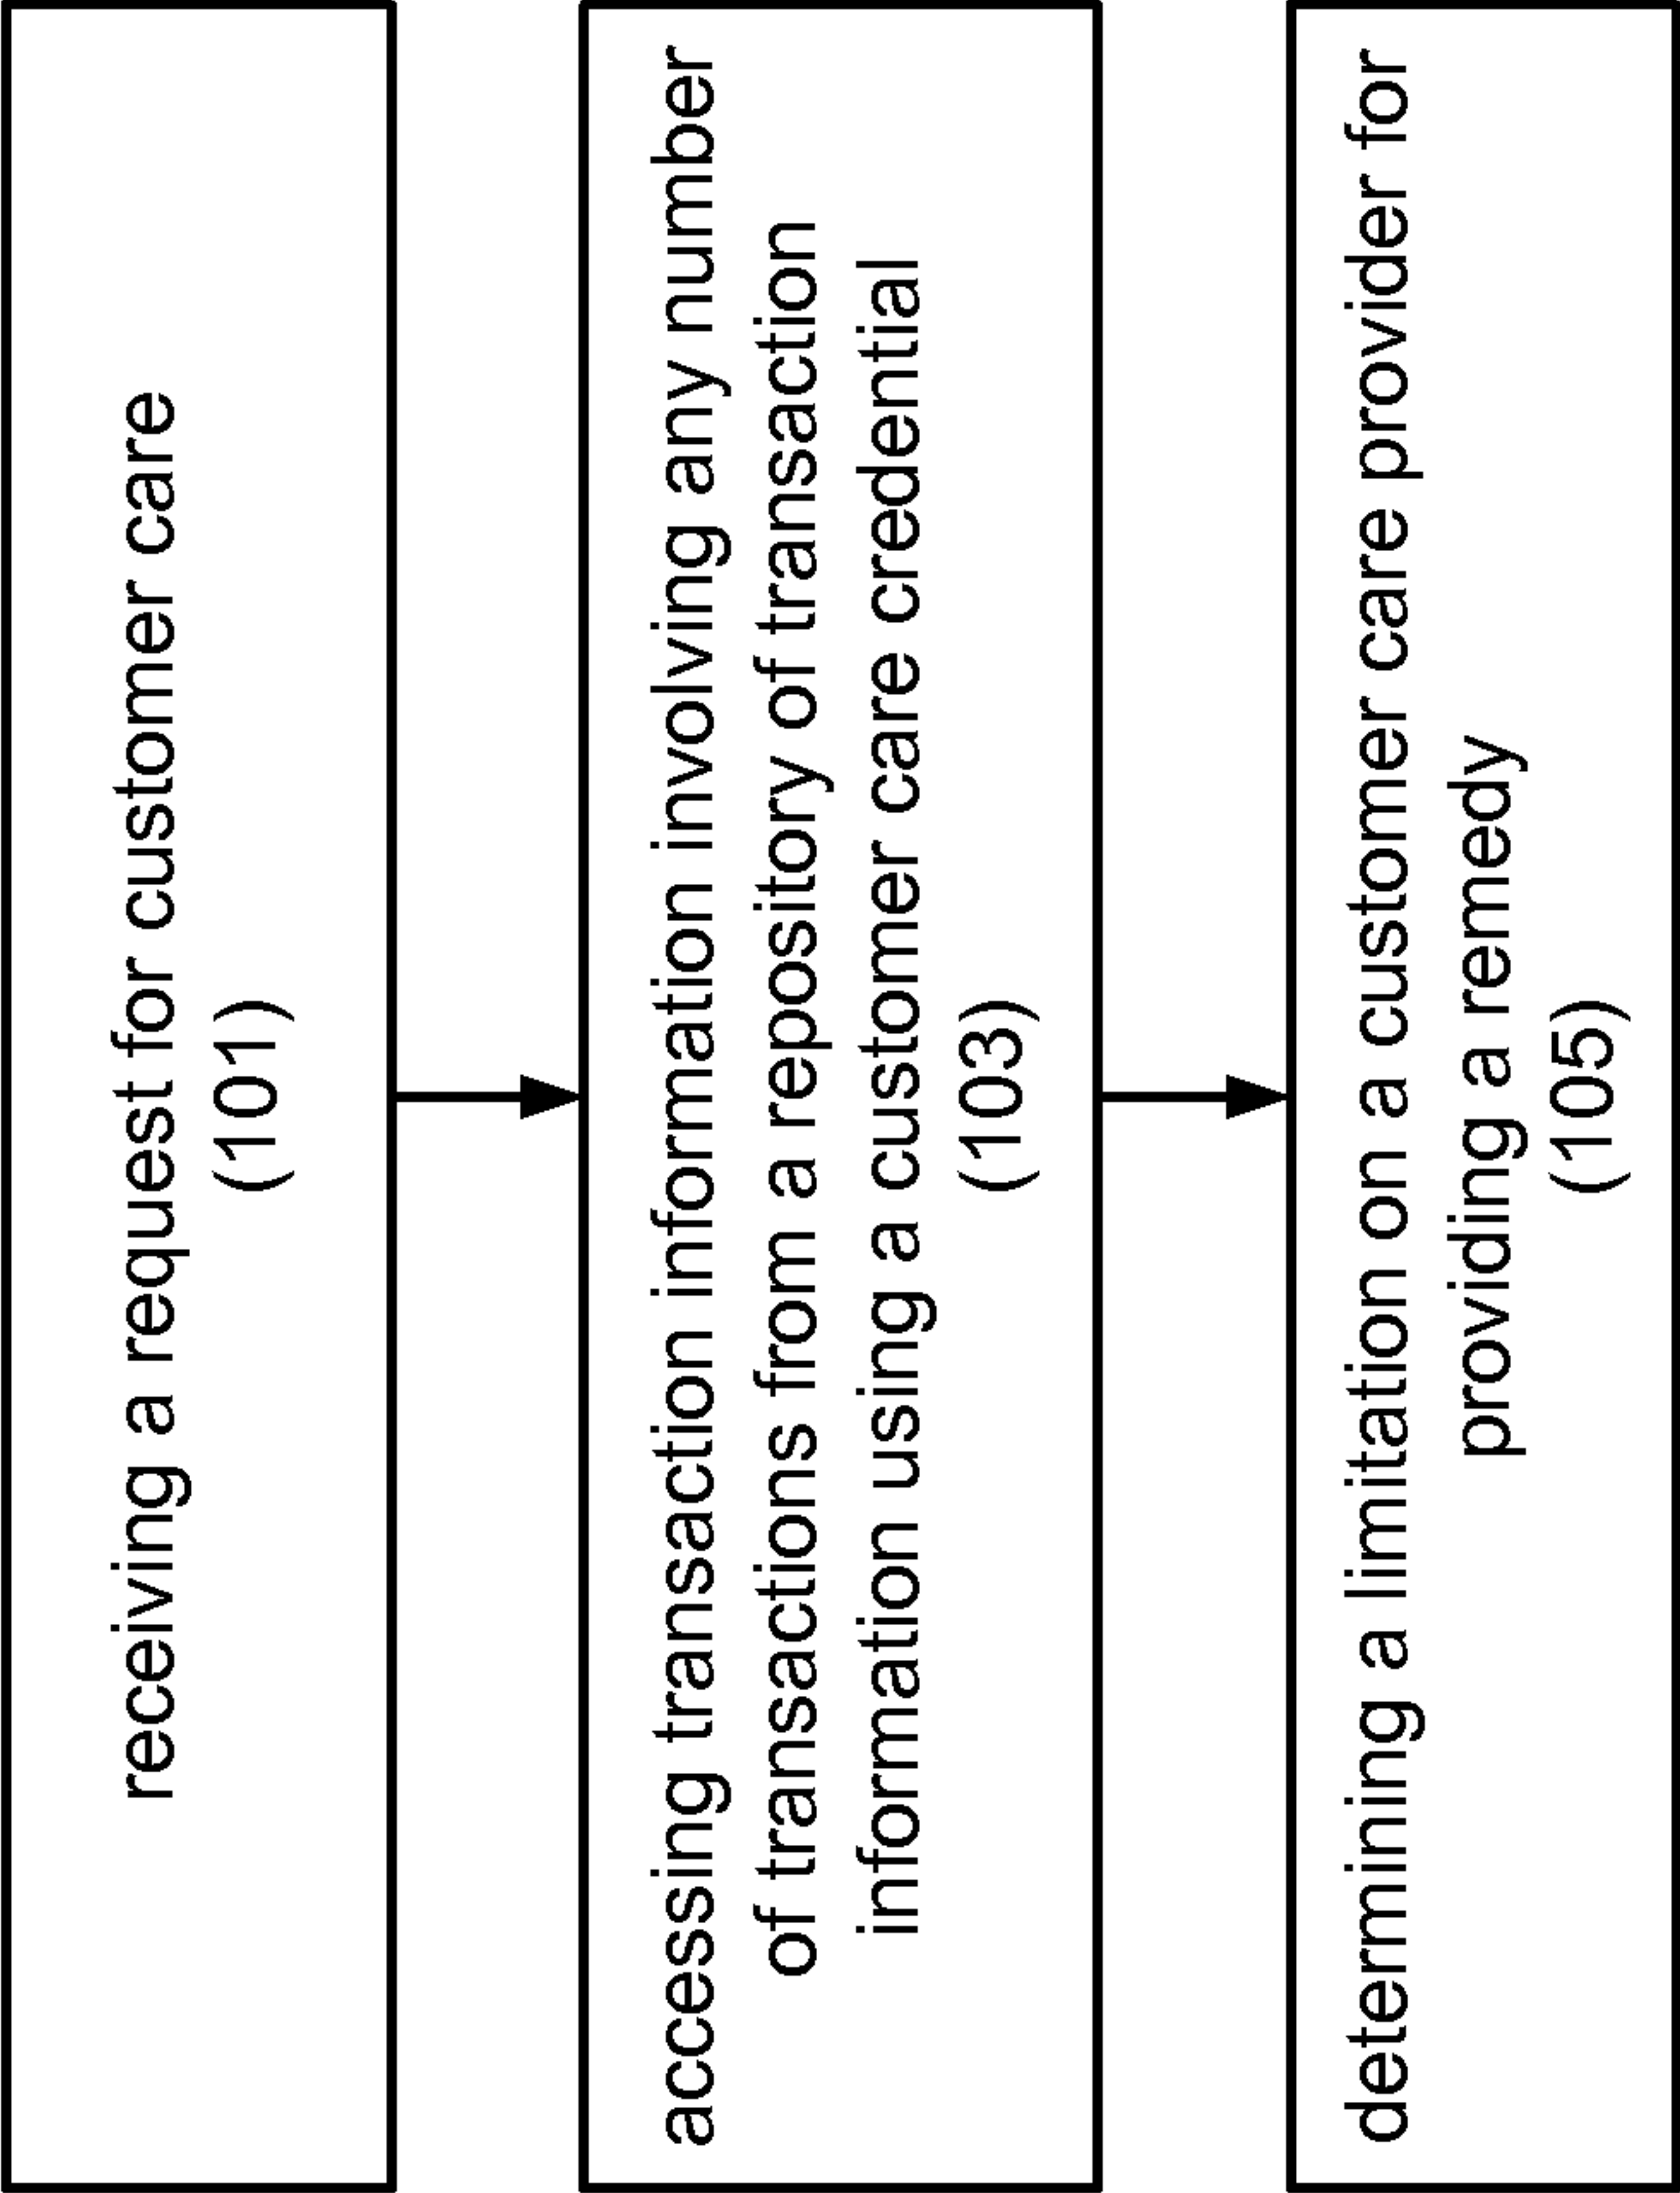 receiving a request for customer care
(101)
accessing transaction information involving any number
of transactions from a repository of transaction
information using a customer care credential
(103)
determining a limitation on a customer care provider for
providing a remedy
(105)